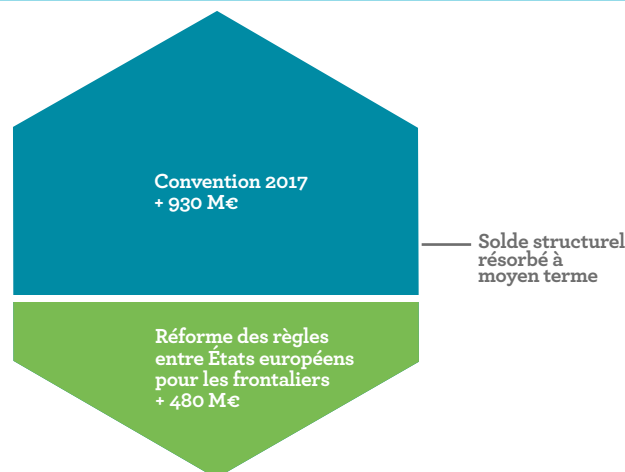 Convention 2017
+ 930 M€
Solde structurel
résorbé à
moyen terme
Réforme des règles
entre États européens
pour les frontaliers
+ 480 M€